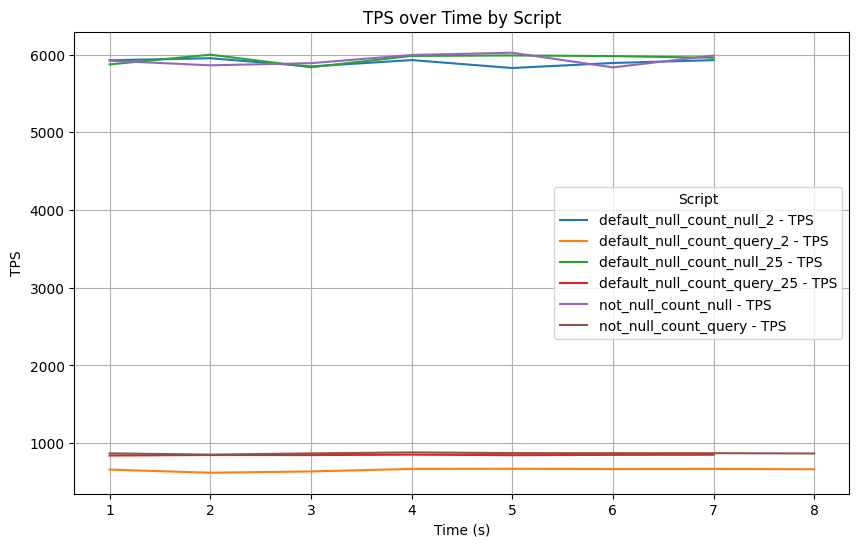 TPS over Time by Script
TPS
6000
5000
4000
3000
2000
1000
Script
default_null_count_null_2 - TPS
default_null_count_query_2 - TPS
default_null_count_null_25 - TPS
default_null_count_query_25 - TPS
not_null_count_null - TPS
not_null_count_query - TPS
1 2 3 4 5 6 7 8
Time (s)